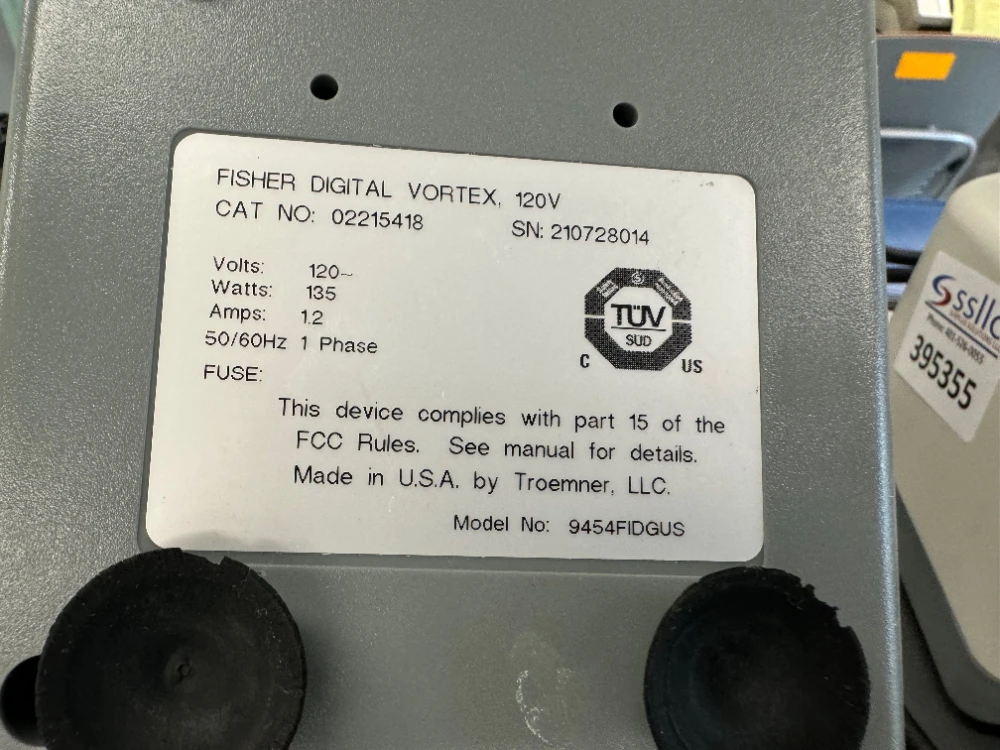 FISHER DIGITAL VORTEX, 120V
CAT NO: 02215418 SN: 210728014
Volts: 120~
Watts: 135
Amps: 1.2
50/60Hz 1 Phase
FUSE:
TÜV
SÜD
C US
This device complies with part 15 of the
FCC Rules. See manual for details.
Made in U.S.A. by Troemner, LLC.
Model No: 9454FIDGUS
ssllc
395355